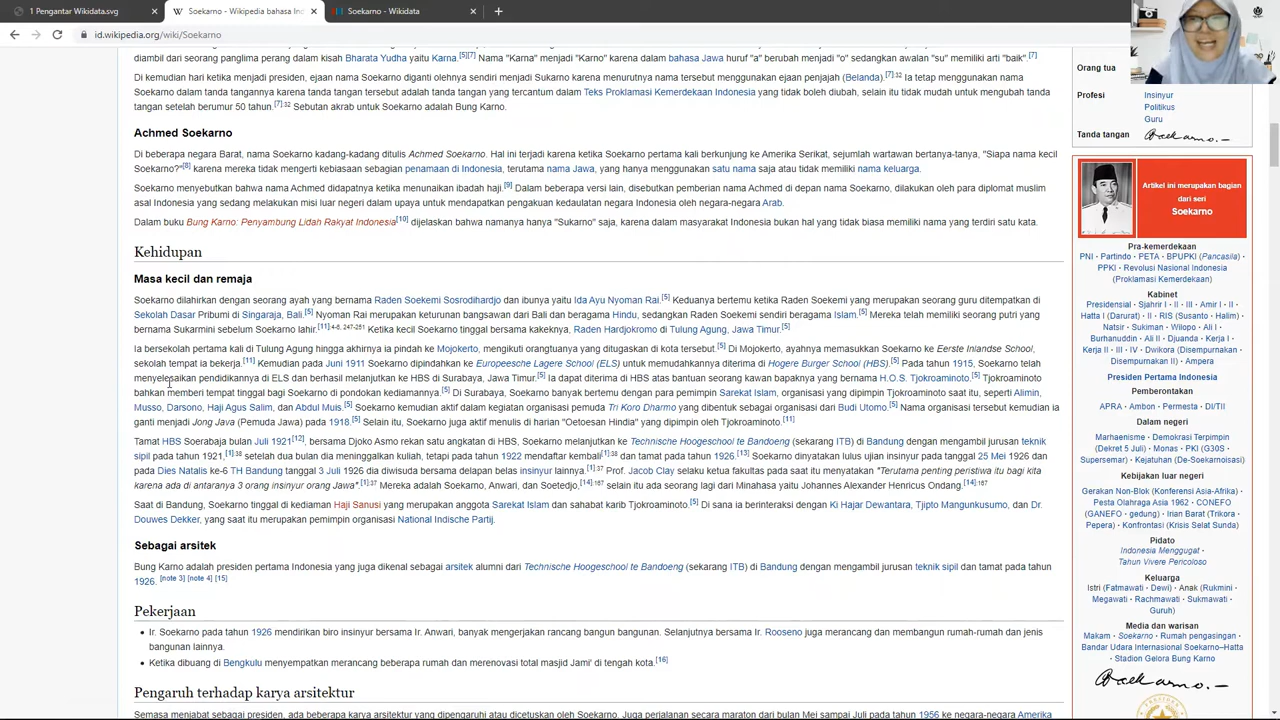 1 Pengantar Wikidata.svg
Soekarno - Wikipedia bahasa Ind
Soekarno - Wikidata
id.wikipedia.org/wiki/Soekarno
diambil dari seorang panglima perang dalam kisah Bharata Yudha yaitu Karna.[5][7] Nama "Karna" menjadi "Karno" karena dalam bahasa Jawa huruf "a" berubah menjadi "o" sedangkan awalan "su" memiliki arti "baik".[7]
Di kemudian hari ketika menjadi presiden, ejaan nama Soekarno diganti olehnya sendiri menjadi Sukarno karena menurutnya nama tersebut menggunakan ejaan penjajah (Belanda).[7]:32 Ia tetap menggunakan nama
Soekarno dalam tanda tangannya karena tanda tangan tersebut adalah tanda tangan yang tercantum dalam Teks Proklamasi Kemerdekaan Indonesia yang tidak boleh diubah, selain itu tidak mudah untuk mengubah tanda
tangan setelah berumur 50 tahun.[7]:32 Sebutan akrab untuk Soekarno adalah Bung Karno.
Achmed Soekarno
Di beberapa negara Barat, nama Soekarno kadang-kadang ditulis Achmed Soekarno. Hal ini terjadi karena ketika Soekarno pertama kali berkunjung ke Amerika Serikat, sejumlah wartawan bertanya-tanya, "Siapa nama kecil
Soekarno?"[8] karena mereka tidak mengerti kebiasaan sebagian penamaan di Indonesia, terutama nama Jawa, yang hanya menggunakan satu nama saja atau tidak memiliki nama keluarga.
Soekarno menyebutkan bahwa nama Achmed didapatnya ketika menunaikan ibadah haji.[9] Dalam beberapa versi lain, disebutkan pemberian nama Achmed di depan nama Soekarno, dilakukan oleh para diplomat muslim
asal Indonesia yang sedang melakukan misi luar negeri dalam upaya untuk mendapatkan pengakuan kedaulatan negara Indonesia oleh negara-negara Arab.
Dalam buku Bung Karno: Penyambung Lidah Rakyat Indonesia[10] dijelaskan bahwa namanya hanya "Sukarno" saja, karena dalam masyarakat Indonesia bukan hal yang tidak biasa memiliki nama yang terdiri satu kata.
Kehidupan
Masa kecil dan remaja
Soekarno dilahirkan dengan seorang ayah yang bernama Raden Soekemi Sosrodihardjo dan ibunya yaitu Ida Ayu Nyoman Rai.[5] Keduanya bertemu ketika Raden Soekemi yang merupakan seorang guru ditempatkan di
Sekolah Dasar Pribumi di Singaraja, Bali.[5] Nyoman Rai merupakan keturunan bangsawan dari Bali dan beragama Hindu, sedangkan Raden Soekemi sendiri beragama Islam.[5] Mereka telah memiliki seorang putri yang
bernama Sukarmini sebelum Soekarno lahir.[11]:4-6, 247-251 Ketika kecil Soekarno tinggal bersama kakeknya, Raden Hardjokromo di Tulung Agung, Jawa Timur.[5]
Ia bersekolah pertama kali di Tulung Agung hingga akhirnya ia pindah ke Mojokerto, mengikuti orangtuanya yang ditugaskan di kota tersebut.[5] Di Mojokerto, ayahnya memasukkan Soekarno ke Eerste Inlandse School,
sekolah tempat ia bekerja.[11] Kemudian pada Juni 1911 Soekarno dipindahkan ke Europeesche Lagere School (ELS) untuk memudahkannya diterima di Hogere Burger School (HBS).[5] Pada tahun 1915, Soekarno telah
menyelesaikan pendidikannya di ELS dan berhasil melanjutkan ke HBS di Surabaya, Jawa Timur.[5] Ia dapat diterima di HBS atas bantuan seorang kawan bapaknya yang bernama H.O.S. Tjokroaminoto.[5] Tjokroaminoto
bahkan memberi tempat tinggal bagi Soekarno di pondokan kediamannya.[5] Di Surabaya, Soekarno banyak bertemu dengan para pemimpin Sarekat Islam, organisasi yang dipimpin Tjokroaminoto saat itu, seperti Alimin,
Musso, Darsono, Haji Agus Salim, dan Abdul Muis.[5] Soekarno kemudian aktif dalam kegiatan organisasi pemuda Tri Koro Dharmo yang dibentuk sebagai organisasi dari Budi Utomo.[5] Nama organisasi tersebut kemudian ia
ganti menjadi Jong Java (Pemuda Jawa) pada 1918.[5] Selain itu, Soekarno juga aktif menulis di harian "Oetoesan Hindia" yang dipimpin oleh Tjokroaminoto.[11]
Tamat HBS Soerabaja bulan Juli 1921[12], bersama Djoko Asmo rekan satu angkatan di HBS, Soekarno melanjutkan ke Technische Hoogeschool te Bandoeng (sekarang ITB) di Bandung dengan mengambil jurusan teknik
sipil pada tahun 1921,[1]:38 setelah dua bulan dia meninggalkan kuliah, tetapi pada tahun 1922 mendaftar kembali[1]:38 dan tamat pada tahun 1926.[13] Soekarno dinyatakan lulus ujian insinyur pada tanggal 25 Mei 1926 dan
pada Dies Natalis ke-6 TH Bandung tanggal 3 Juli 1926 dia diwisuda bersama delapan belas insinyur lainnya.[1]:37 Prof. Jacob Clay selaku ketua fakultas pada saat itu menyatakan "Terutama penting peristiwa itu bagi kita
karena ada di antaranya 3 orang insinyur orang Jawa".[1]:37 Mereka adalah Soekarno, Anwari, dan Soetedjo,[14]:187 selain itu ada seorang lagi dari Minahasa yaitu Johannes Alexander Henricus Ondang.[14]:187
Saat di Bandung, Soekarno tinggal di kediaman Haji Sanusi yang merupakan anggota Sarekat Islam dan sahabat karib Tjokroaminoto.[5] Di sana ia berinteraksi dengan Ki Hajar Dewantara, Tjipto Mangunkusumo, dan Dr.
Douwes Dekker, yang saat itu merupakan pemimpin organisasi National Indische Partij.
Sebagai arsitek
Bung Karno adalah presiden pertama Indonesia yang juga dikenal sebagai arsitek alumni dari Technische Hoogeschool te Bandoeng (sekarang ITB) di Bandung dengan mengambil jurusan teknik sipil dan tamat pada tahun
1926. [note 3] [note 4] [15]
Pekerjaan
Ir. Soekarno pada tahun 1926 mendirikan biro insinyur bersama Ir. Anwari, banyak mengerjakan rancang bangun bangunan. Selanjutnya bersama Ir. Rooseno juga merancang dan membangun rumah-rumah dan jenis
bangunan lainnya.
Ketika dibuang di Bengkulu menyempatkan merancang beberapa rumah dan merenovasi total masjid Jami' di tengah kota.[16]
Pengaruh terhadap karya arsitektur
Semasa menjabat sebagai presiden, ada beberapa karya arsitektur yang dipengaruhi atau dicetuskan oleh Soekarno. Juga perjalanan secara maraton dari bulan Mei sampai Juli pada tahun 1956 ke negara-negara Amerika
Orang tua
Profesi
Insinyur
Politikus
Guru
Tanda tangan
Soekarno.-
Artikel ini merupakan bagian
dari seri
Soekarno
Pra-kemerdekaan
PNI · Partindo · PETA · BPUPKI (Pancasila) ·
PPKI · Revolusi Nasional Indonesia
(Proklamasi Kemerdekaan)
Kabinet
Presidensial · Sjahrir I · II · III · Amir I · II
Hatta I (Darurat) · II · RIS (Susanto · Halim) ·
Natsir · Sukiman · Wilopo · Ali I ·
Burhanuddin · Ali II · Djuanda · Kerja I ·
Kerja II · III · IV · Dwikora (Disempurnakan ·
Disempurnakan II) · Ampera
Presiden Pertama Indonesia
Pemberontakan
APRA · Ambon · Permesta · DI/TII
Dalam negeri
Marhaenisme · Demokrasi Terpimpin
(Dekret 5 Juli) · Monas · PKI (G30S ·
Supersemar) · Kejatuhan (De-Soekarnoisasi)
Kebijakan luar negeri
Gerakan Non-Blok (Konferensi Asia-Afrika) ·
Pesta Olahraga Asia 1962 · CONEFO
(GANEFO · gedung) · Irian Barat (Trikora ·
Pepera) · Konfrontasi (Krisis Selat Sunda)
Pidato
Indonesia Menggugat ·
Tahun Vivere Pericoloso
Keluarga
Istri (Fatmawati · Dewi) · Anak (Rukmini ·
Megawati · Rachmawati · Sukmawati ·
Guruh)
Media dan warisan
Makam · Soekarno · Rumah pengasingan ·
Bandar Udara Internasional Soekarno–Hatta
· Stadion Gelora Bung Karno
Soekarno.-